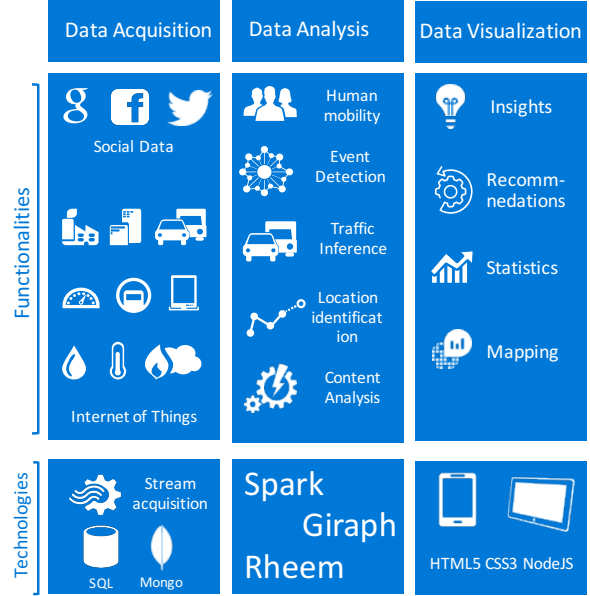 Data Acquisition
Data Analysis
Data Visualization
Functionalities
g
f
Social Data
Internet of Things
Human
mobility
Event
Detection
Traffic
Inference
Location
identificat
ion
Content
Analysis
Insights
Recomm-
nedations
Statistics
Mapping
Technologies
Stream
acquisition
SQL
Mongo
Spark
Giraph
Rheem
HTML5 CSS3 NodeJS